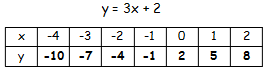 y = 3x + 2
x -4 -3 -2 -1 0 1 2
y -10 -7 -4 -1 2 5 8